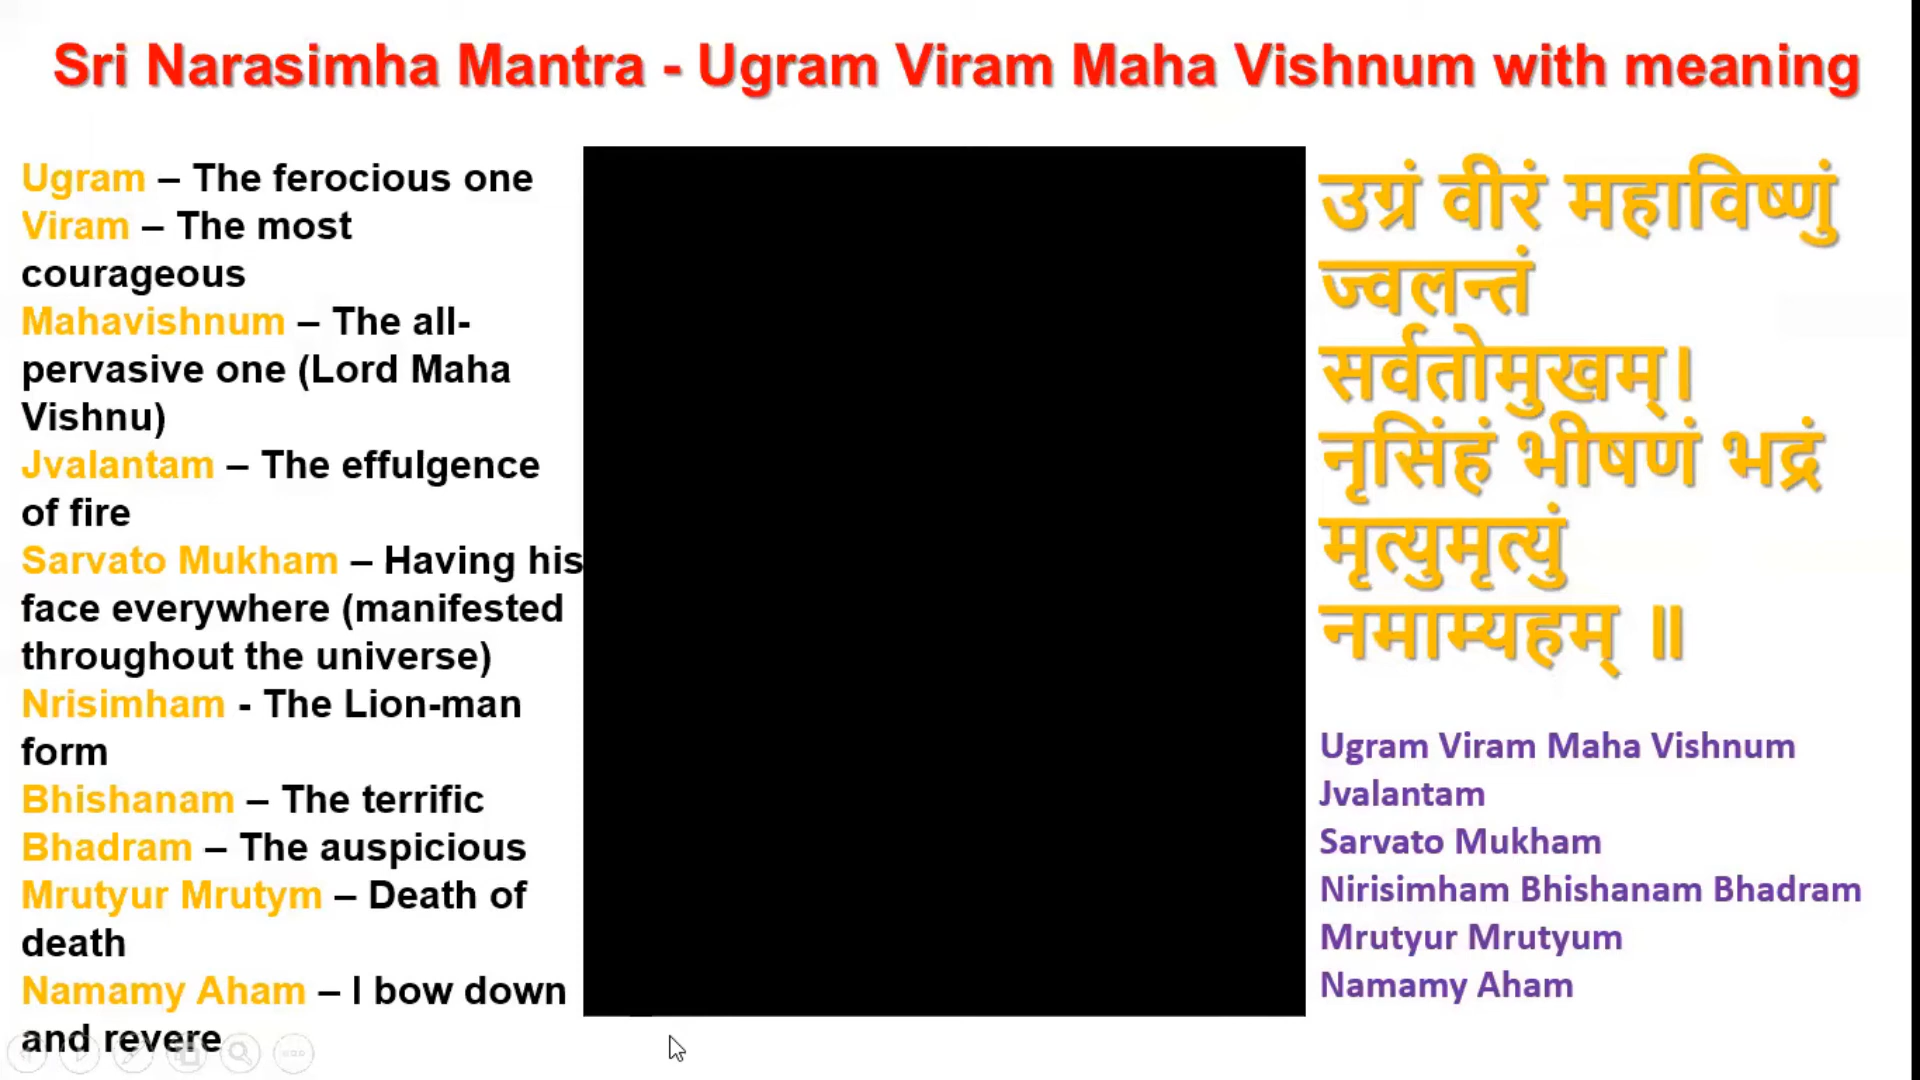 Sri Narasimha Mantra - Ugram Viram Maha Vishnum with meaning
Ugram – The ferocious one
Viram – The most
courageous
Mahavishnum – The all-
pervasive one (Lord Maha
Vishnu)
Jvalantam – The effulgence
of fire
Sarvato Mukham – Having his
face everywhere (manifested
throughout the universe)
Nrisimham - The Lion-man
form
Bhishanam – The terrific
Bhadram – The auspicious
Mrutyur Mrutym – Death of
death
Namamy Aham – I bow down
and revere
उग्रं वीरं महाविष्णुं
ज्वलन्तं
सर्वतोमुखम्।
नृसिंहं भीषणं भद्रं
मृत्युमृत्युं
नमाम्यहम् ॥
Ugram Viram Maha Vishnum
Jvalantam
Sarvato Mukham
Nirisimham Bhishanam Bhadram
Mrutyur Mrutyum
Namamy Aham